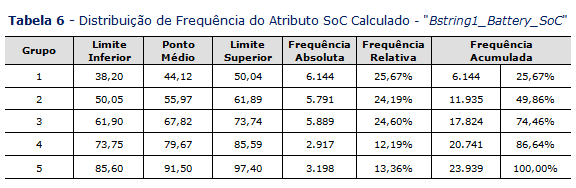 Tabela 6 - Distribuição de Frequência do Atributo SoC Calculado - "Bstring1_Battery_SoC"
Grupo Limite Inferior Ponto Médio Limite Superior Frequência Absoluta Frequência Relativa Frequência Acumulada
1 38,20 44,12 50,04 6.144 25,67% 6.144 25,67%
2 50,05 55,97 61,89 5.791 24,19% 11.935 49,86%
3 61,90 67,82 73,74 5.889 24,60% 17.824 74,46%
4 73,75 79,67 85,59 2.917 12,19% 20.741 86,64%
5 85,60 91,50 97,40 3.198 13,36% 23.939 100,00%